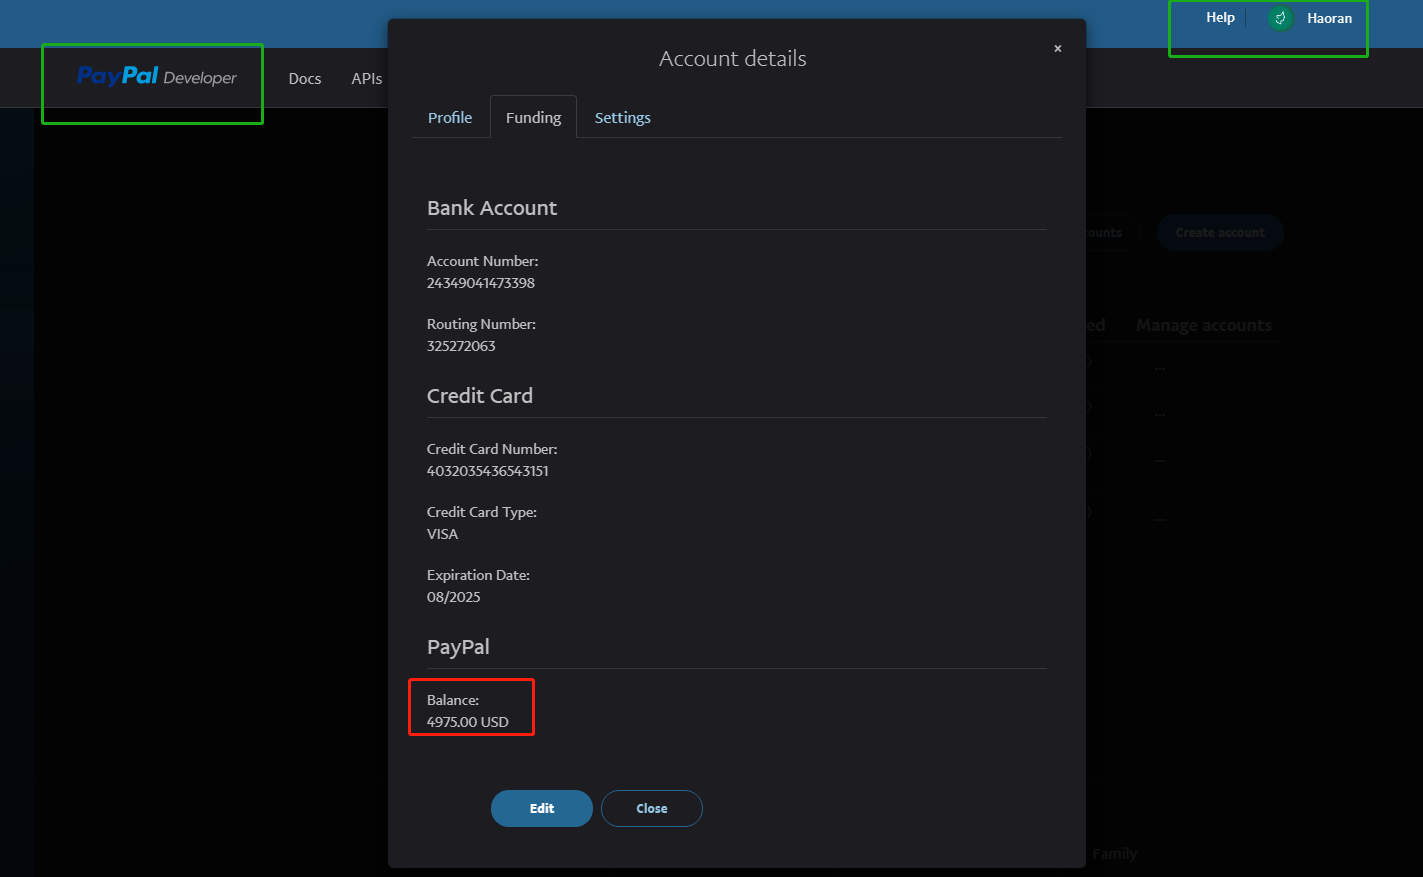 Help
Haoran
PayPal Developer
Docs
APIs
Account details
×
Profile
Funding
Settings
Bank Account
Account Number:
24349041473398
Routing Number:
325272063
Credit Card
Credit Card Number:
4032035436543151
Credit Card Type:
VISA
Expiration Date:
08/2025
PayPal
Balance:
4975.00 USD
Edit
Close
Create account
Manage accounts
...
...
...
...
Family